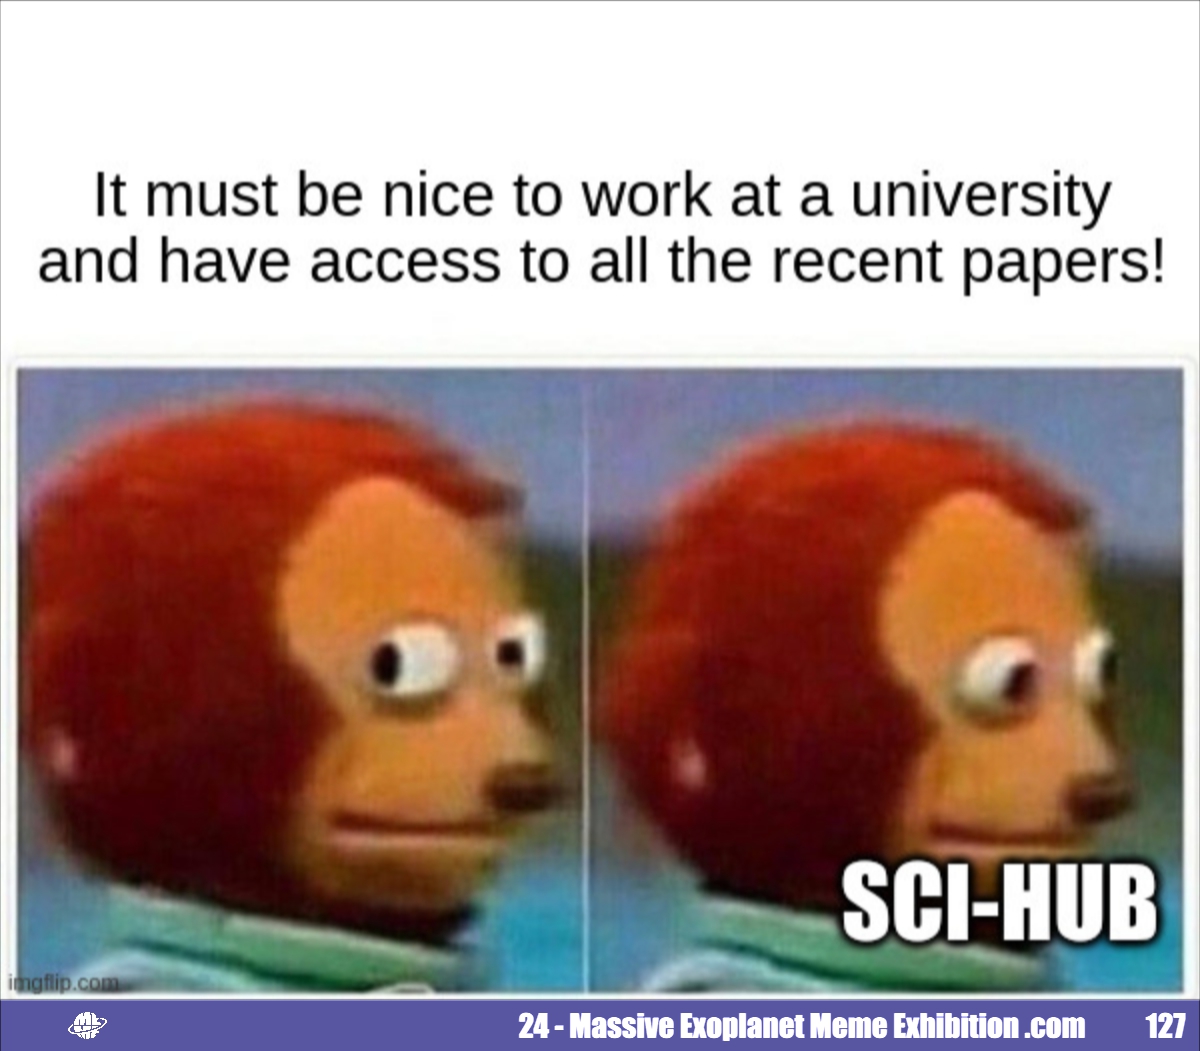 It must be nice to work at a university
and have access to all the recent papers!
SCI-HUB
imgflip.com
24 - Massive Exoplanet Meme Exhibition .com 127